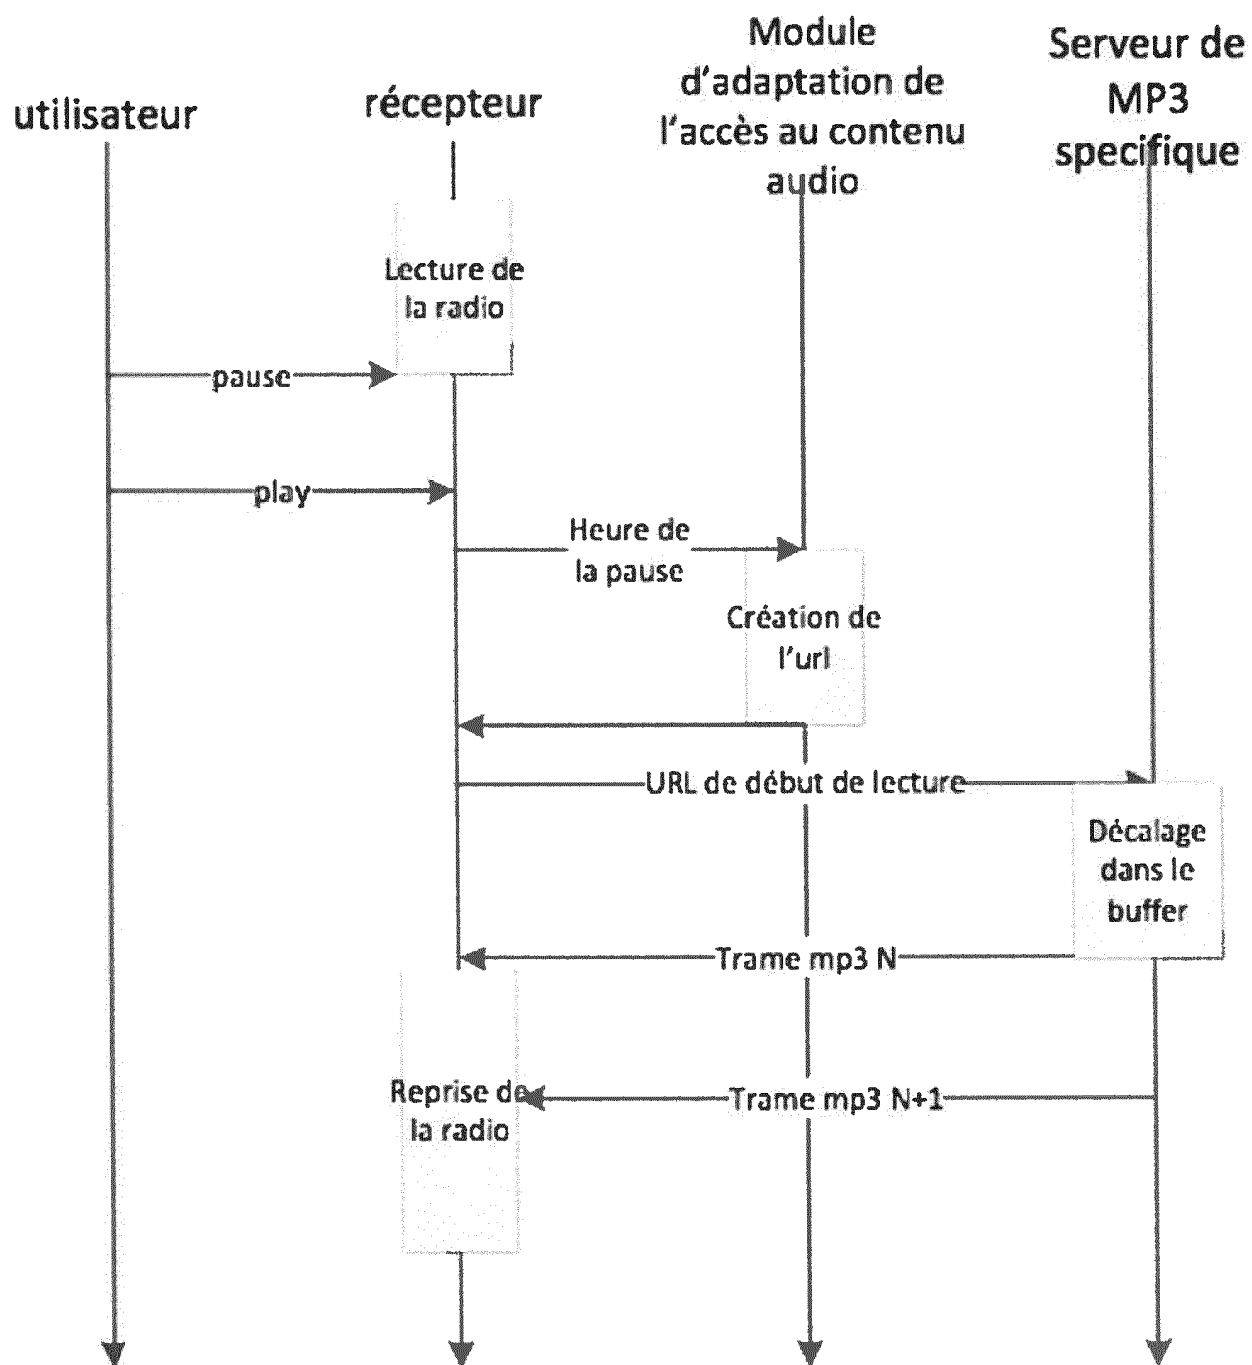 utilisateur
récepteur
Module
d'adaptation de
l'accès au contenu
audio
Serveur de
MP3
specifique
Lecture de
la radio
pause
play
Heure de
la pause
Création de
l'url
URL de début de lecture
Décalage
dans le
buffer
Trame mp3 N
Reprise de
la radio
Trame mp3 N+1